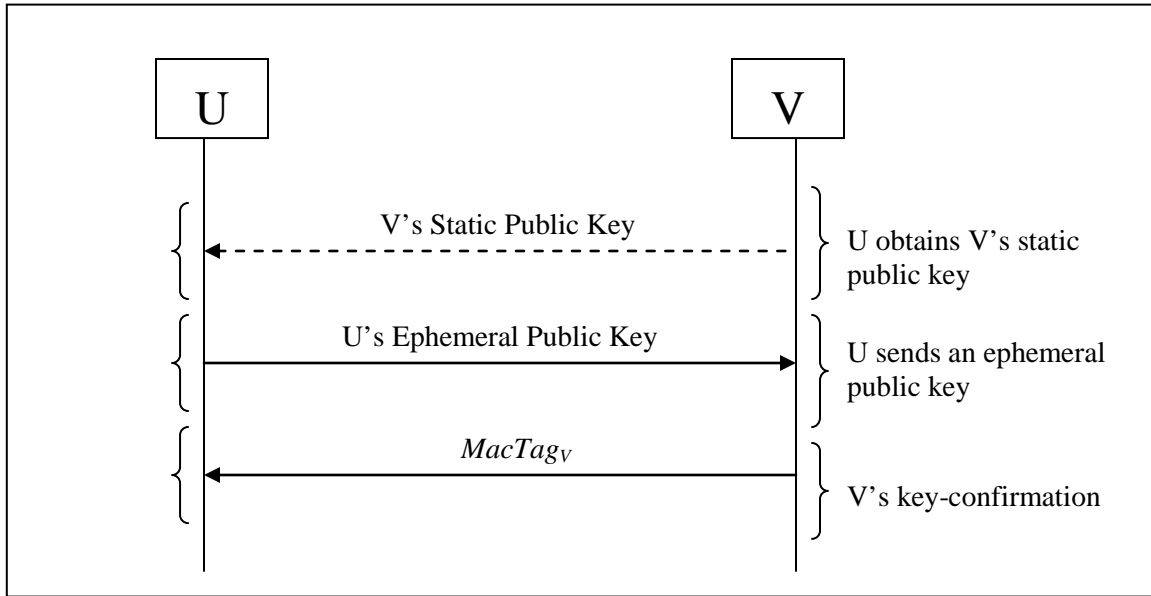 U
V
V's Static Public Key
U obtains V's static
public key
U's Ephemeral Public Key
U sends an ephemeral
public key
MacTagV
V's key-confirmation